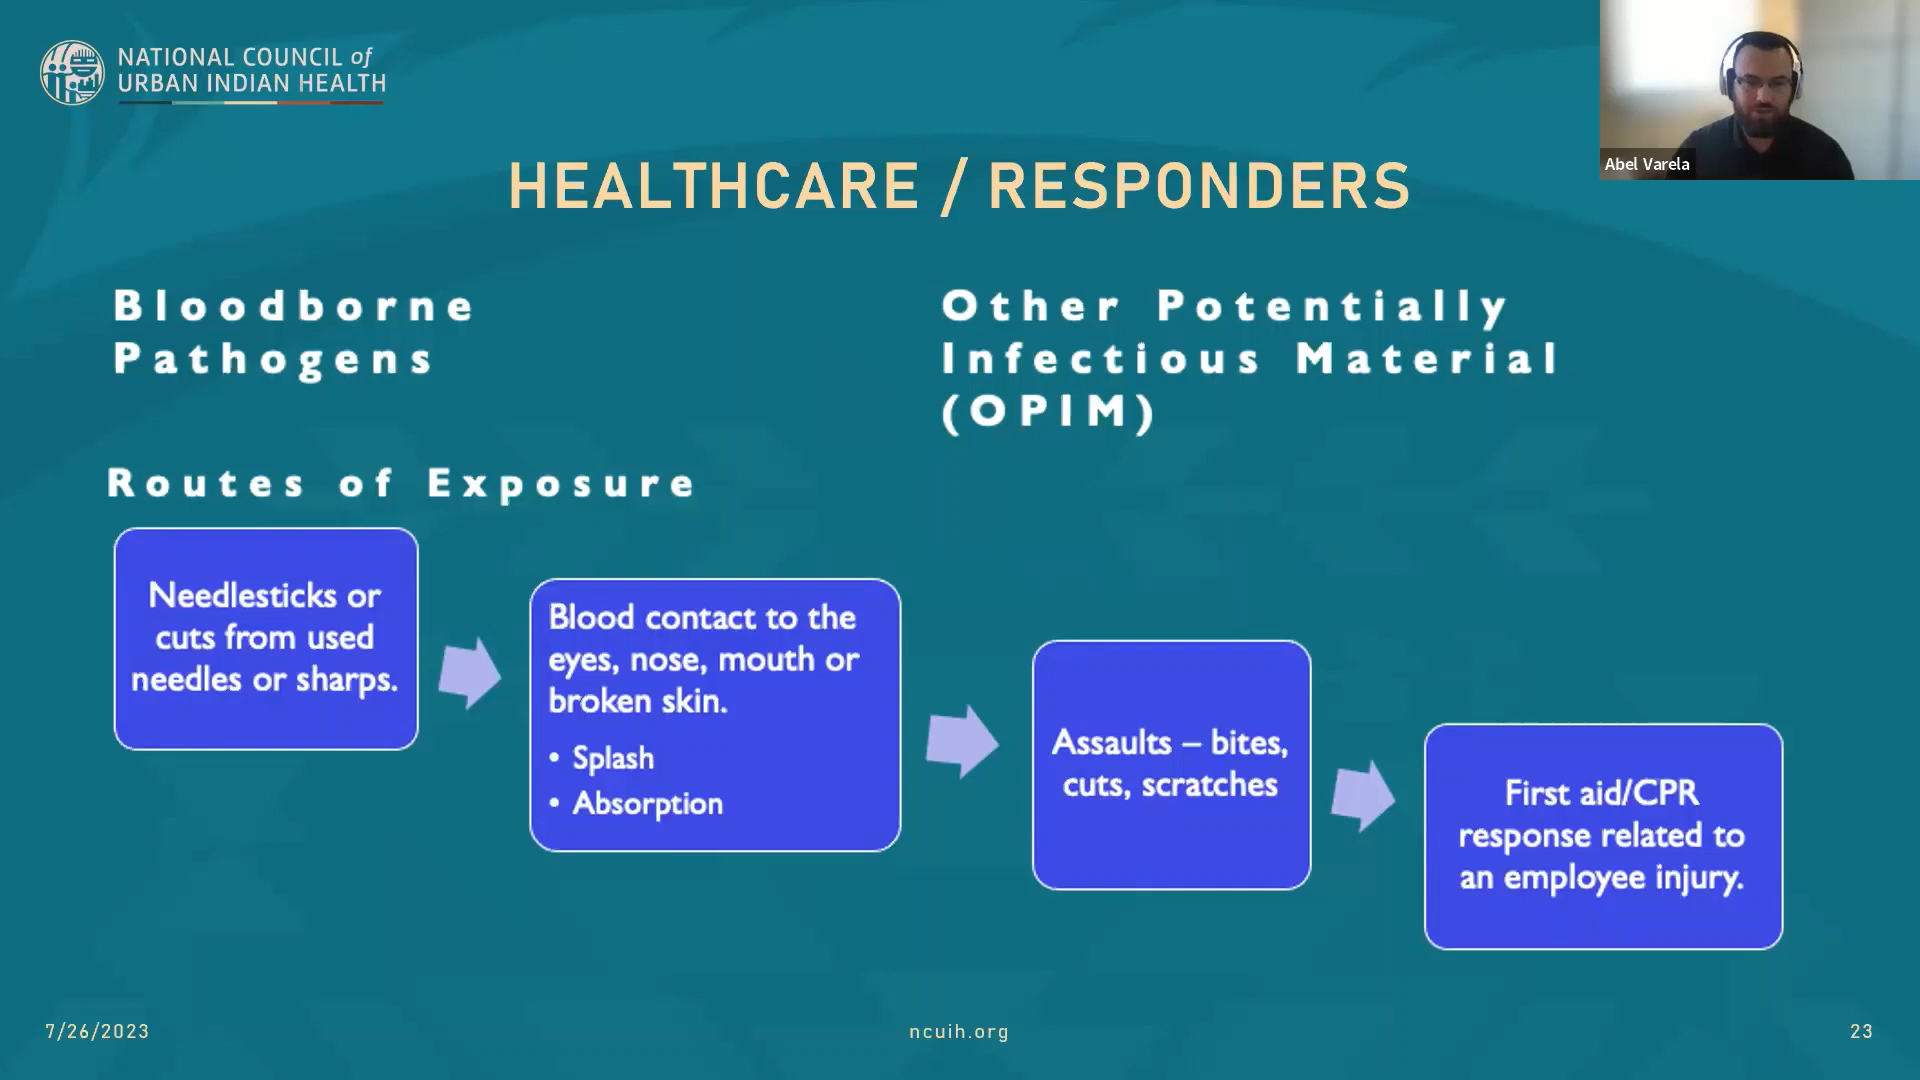 NATIONAL COUNCIL of
URBAN INDIAN HEALTH
Abel Varela
HEALTHCARE / RESPONDERS
Bloodborne
Pathogens
Other Potentially
Infectious Material
(OPIM)
Routes of Exposure
Needlesticks or
cuts from used
needles or sharps.
Blood contact to the
eyes, nose, mouth or
broken skin.
• Splash
• Absorption
Assaults – bites,
cuts, scratches
First aid/CPR
response related to
an employee injury.
7/26/2023
ncuih.org
23